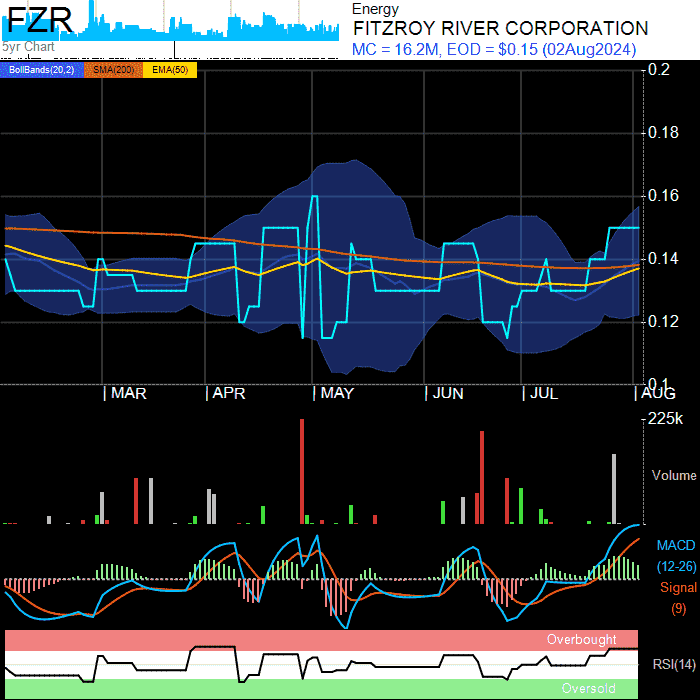 FZR
5yr Chart
Energy
FITZROY RIVER CORPORATION
MC = 16.2M, EOD = $0.15 (02Aug2024)
BollBands(20,2) SMA(200) EMA(50)
0.2
0.18
0.16
0.14
0.12
0.1
| MAR | APR | MAY | JUN | JUL | AUG
225k
Volume
MACD
(12-26)
Signal
(9)
Overbought
RSI(14)
Oversold